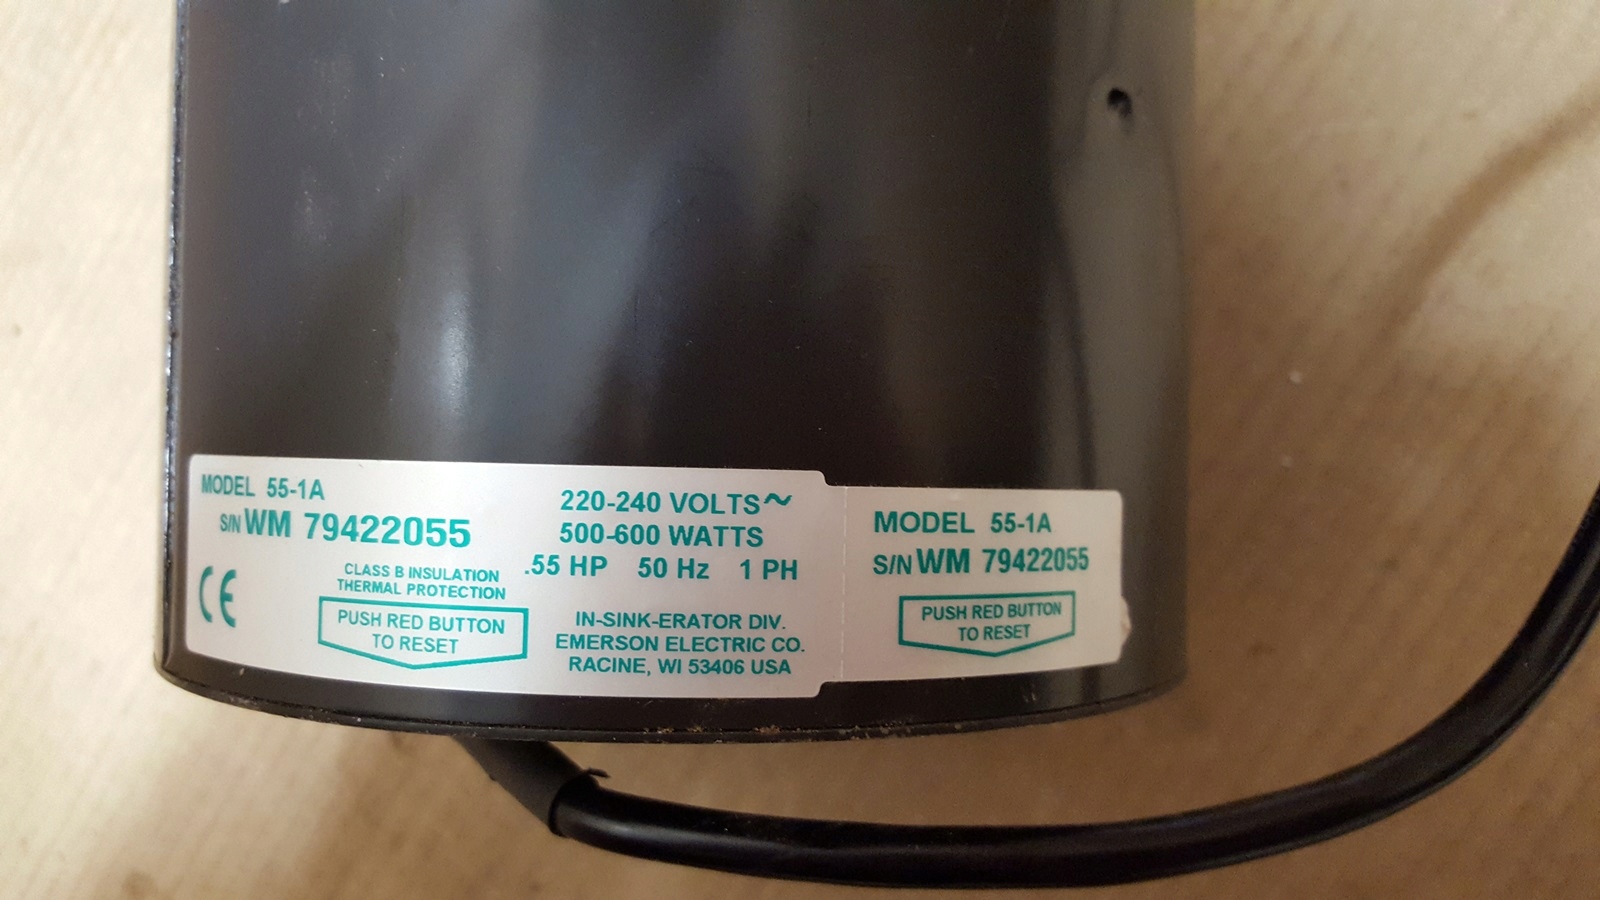 MODEL 55-1A
S/N WM 79422055
CLASS B INSULATION
THERMAL PROTECTION
CE
PUSH RED BUTTON
TO RESET
220-240 VOLTS~
500-600 WATTS
.55 HP 50 Hz 1 PH
IN-SINK-ERATOR DIV.
EMERSON ELECTRIC CO.
RACINE, WI 53406 USA
MODEL 55-1A
S/N WM 79422055
PUSH RED BUTTON
TO RESET